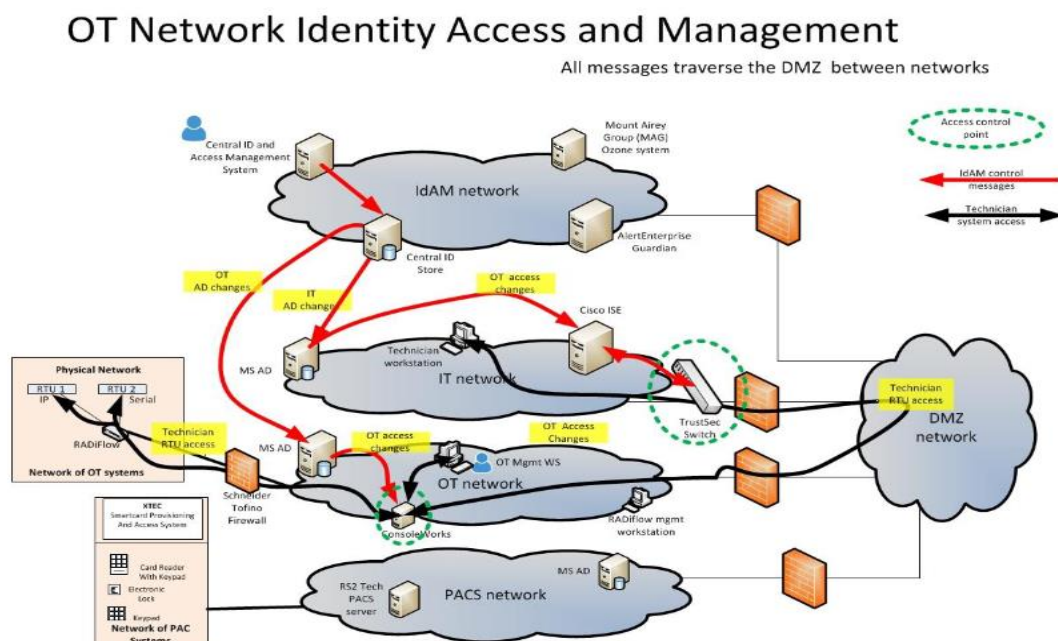 OT Network Identity Access and Management
All messages traverse the DMZ between networks
Access control
point
IdAM control
messages
Technician
system access
Central ID and
Access Management
System
Mount Airey
Group (MAG)
Ozone system
IdAM network
AlertEnterprise
Guardian
Central ID
Store
OT
AD changes
IT
AD changes
OT access
changes
Cisco ISE
Technician
workstation
MS AD
IT network
TrustSec
Switch
Technician
RTU access
DMZ
network
Physical Network
RTU 1
RTU 2
IP
Serial
RADiFlow
Technician
RTU access
Network of OT systems
Schneider
Tofino
Firewall
MS AD
OT access
changes
OT Access
Changes
OT Mgmt WS
OT network
ConsoleWorks
RADiflow mgmt
workstation
XTEC
Smartcard Provisioning
And Access System
Card Reader
With Keypad
Electronic
Lock
Keypad
Network of PAC
Systems
RS2 Tech
PACS
server
PACS network
MS AD